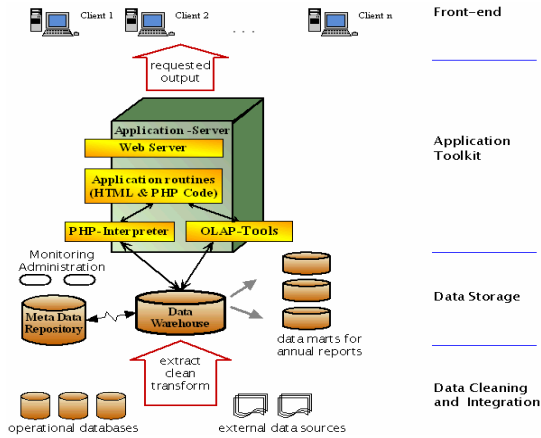 Client 1
Client 2
. . .
Client n
Front-end
requested
output
Application -Server
Web Server
Application routines
(HTML & PHP Code)
PHP-Interpreter
OLAP-Tools
Application
Toolkit
Monitoring
Administration
Meta Data
Repository
Data
Warehouse
data marts for
annual reports
Data Storage
extract
clean
transform
operational databases
external data sources
Data Cleaning
and Integration